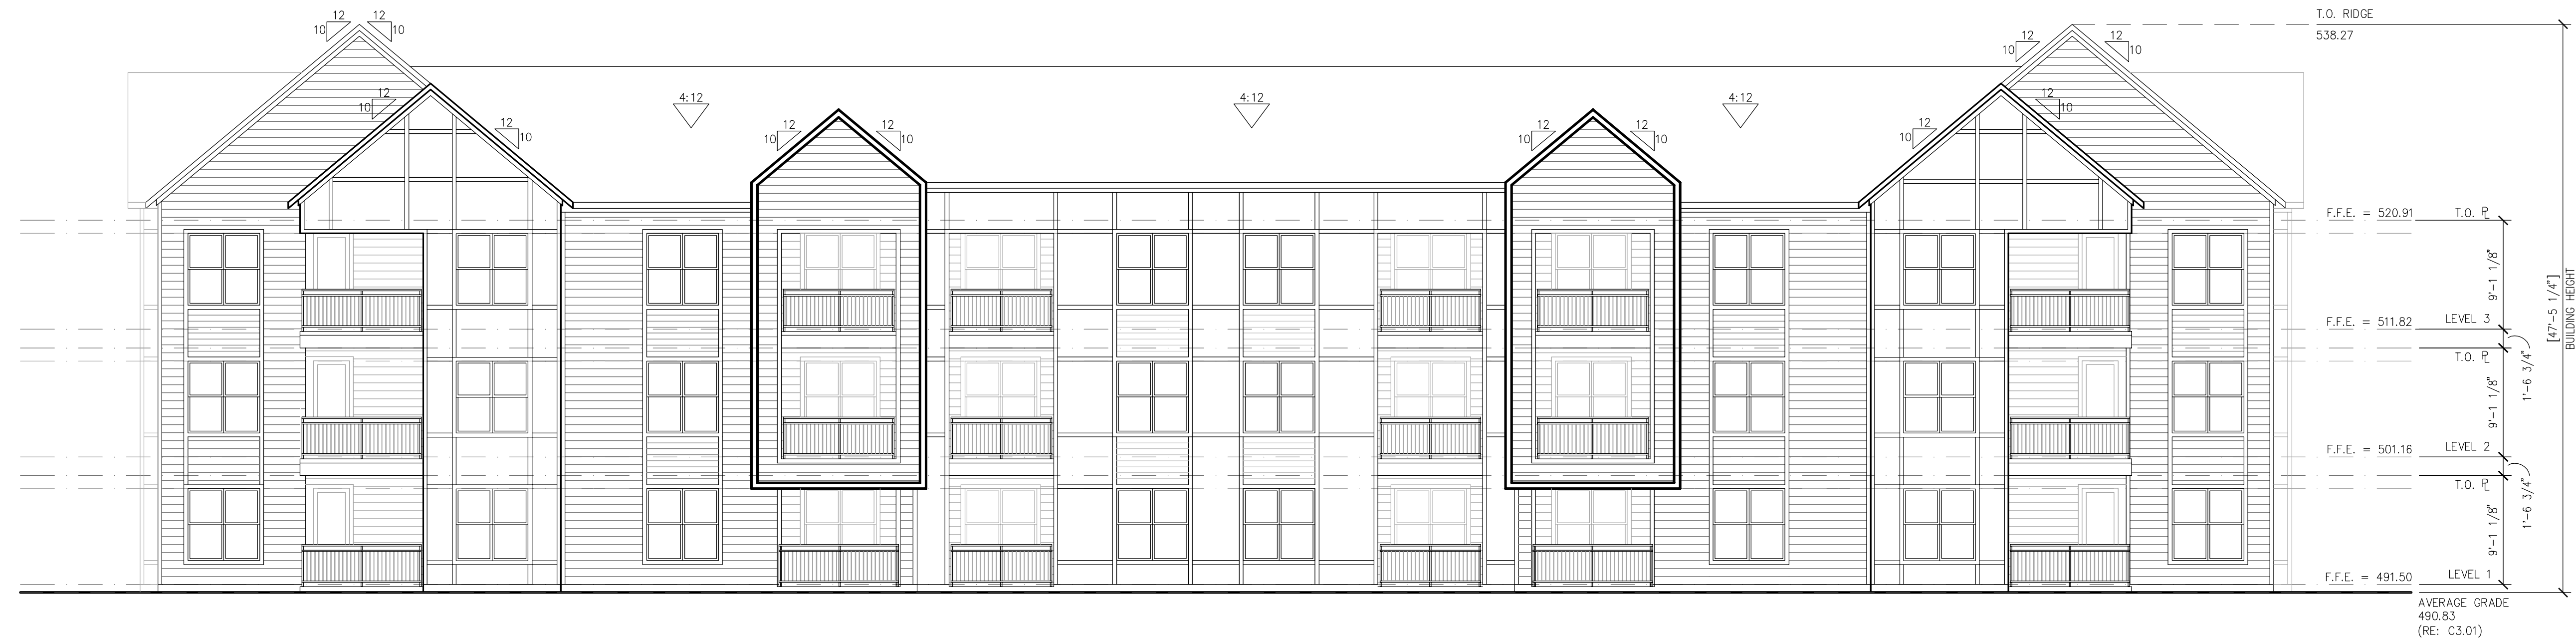 12 12
10 10
12
10
12
10
4:12
12 12
10 10
4:12
12 12
10 10
4:12
12
10
12
10
12 12
10 10
T.O. RIDGE
538.27
F.F.E. = 520.91 T.O. PL
9'-1 1/8"
F.F.E. = 511.82 LEVEL 3
1'-6 3/4"
T.O. PL
9'-1 1/8"
F.F.E. = 501.16 LEVEL 2
1'-6 3/4"
T.O. PL
9'-1 1/8"
F.F.E. = 491.50 LEVEL 1
[47'-5 1/4"]
BUILDING HEIGHT
AVERAGE GRADE
490.83
(RE: C3.01)